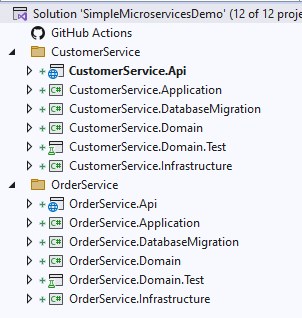 Solution 'SimpleMicroservicesDemo' (12 of 12 proje
GitHub Actions
CustomerService
CustomerService.Api
C# CustomerService.Application
C# CustomerService.DatabaseMigration
C# CustomerService.Domain
CustomerService.Domain.Test
C# CustomerService.Infrastructure
OrderService
OrderService.Api
C# OrderService.Application
C# OrderService.DatabaseMigration
C# OrderService.Domain
OrderService.Domain.Test
C# OrderService.Infrastructure